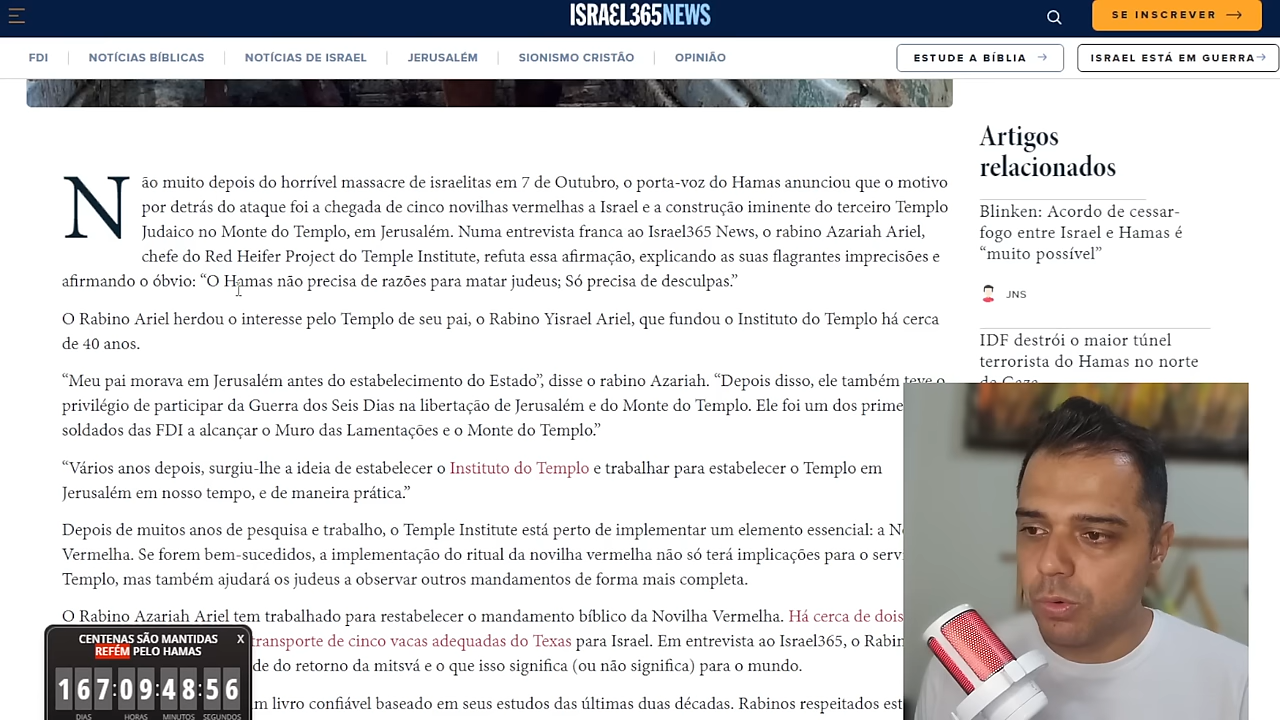 ISRAEL365NEWS
SE INSCREVER
FDI
NOTÍCIAS BÍBLICAS
NOTÍCIAS DE ISRAEL
JERUSALÉM
SIONISMO CRISTÃO
OPINIÃO
ESTUDE A BÍBLIA
ISRAEL ESTÁ EM GUERRA
Não muito depois do horrível massacre de israelitas em 7 de Outubro, o porta-voz do Hamas anunciou que o motivo
por detrás do ataque foi a chegada de cinco novilhas vermelhas a Israel e a construção iminente do terceiro Templo
Judaico no Monte do Templo, em Jerusalém. Numa entrevista franca ao Israel365 News, o rabino Azariah Ariel,
chefe do Red Heifer Project do Temple Institute, refuta essa afirmação, explicando as suas flagrantes imprecisões e
afirmando o óbvio: “O Hamas não precisa de razões para matar judeus; Só precisa de desculpas.”
O Rabino Ariel herdou o interesse pelo Templo de seu pai, o Rabino Yisrael Ariel, que fundou o Instituto do Templo há cerca
de 40 anos.
“Meu pai morava em Jerusalém antes do estabelecimento do Estado”, disse o rabino Azariah. “Depois disso, ele também teve o
privilégio de participar da Guerra dos Seis Dias na libertação de Jerusalém e do Monte do Templo. Ele foi um dos
soldados das FDI a alcançar o Muro das Lamentações e o Monte do Templo.”
“Vários anos depois, surgiu-lhe a ideia de estabelecer o Instituto do Templo e trabalhar para estabelecer o Templo em
Jerusalém em nosso tempo, e de maneira prática.”
Depois de muitos anos de pesquisa e trabalho, o Temple Institute está perto de implementar um elemento essencial: a
Vermelha. Se forem bem-sucedidos, a implementação do ritual da novilha vermelha não só terá implicações para o
Templo, mas também ajudará os judeus a observar outros mandamentos de forma mais completa.
O Rabino Azariah Ariel tem trabalhado para restabelecer o mandamento bíblico da Novilha Vermelha. Há cerca de dois
transporte de cinco vacas adequadas do Texas para Israel. Em entrevista ao Israel365, o
de do retorno da mitsvá e o que isso significa (ou não significa) para o mundo.
livro confiável baseado em seus estudos das últimas duas décadas. Rabinos respeitados
Artigos
relacionados
Blinken: Acordo de cessar-
fogo entre Israel e Hamas é
“muito possível”
JNS
IDF destrói o maior túnel
terrorista do Hamas no norte
de Gaza
CENTENAS SÃO MANTIDAS X
REFÉM PELO HAMAS
167:09:48:56
DIAS HORAS MINUTOS SEGUNDOS